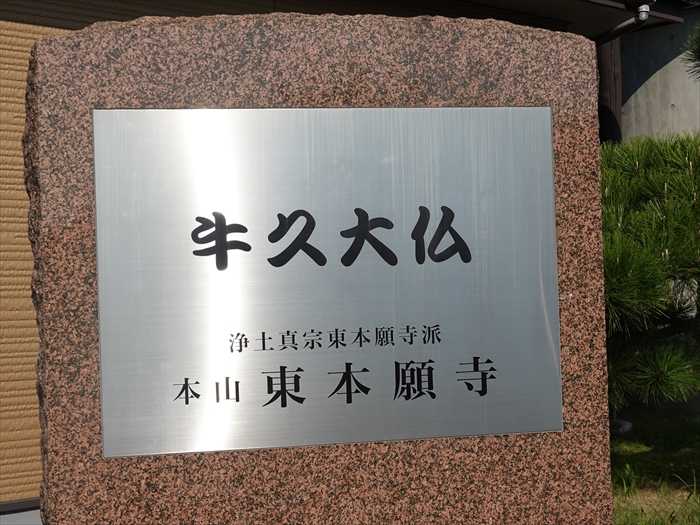 牛久大仏
浄土真宗東本願寺派
本山 東本願寺